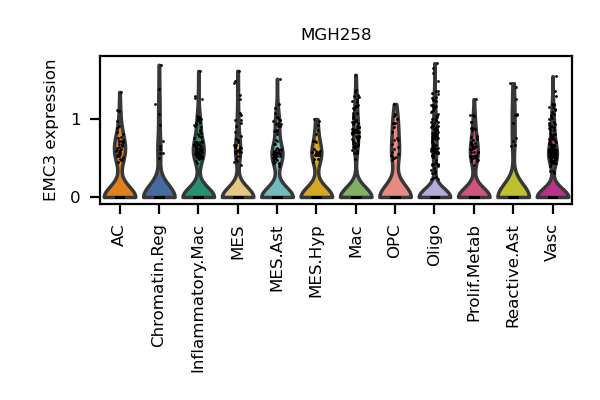 MGH258
EMC3 expression
1
0
AC
Chromatin.Reg
Inflammatory.Mac
MES
MES.Ast
MES.Hyp
Mac
OPC
Oligo
Prolif.Metab
Reactive.Ast
Vasc